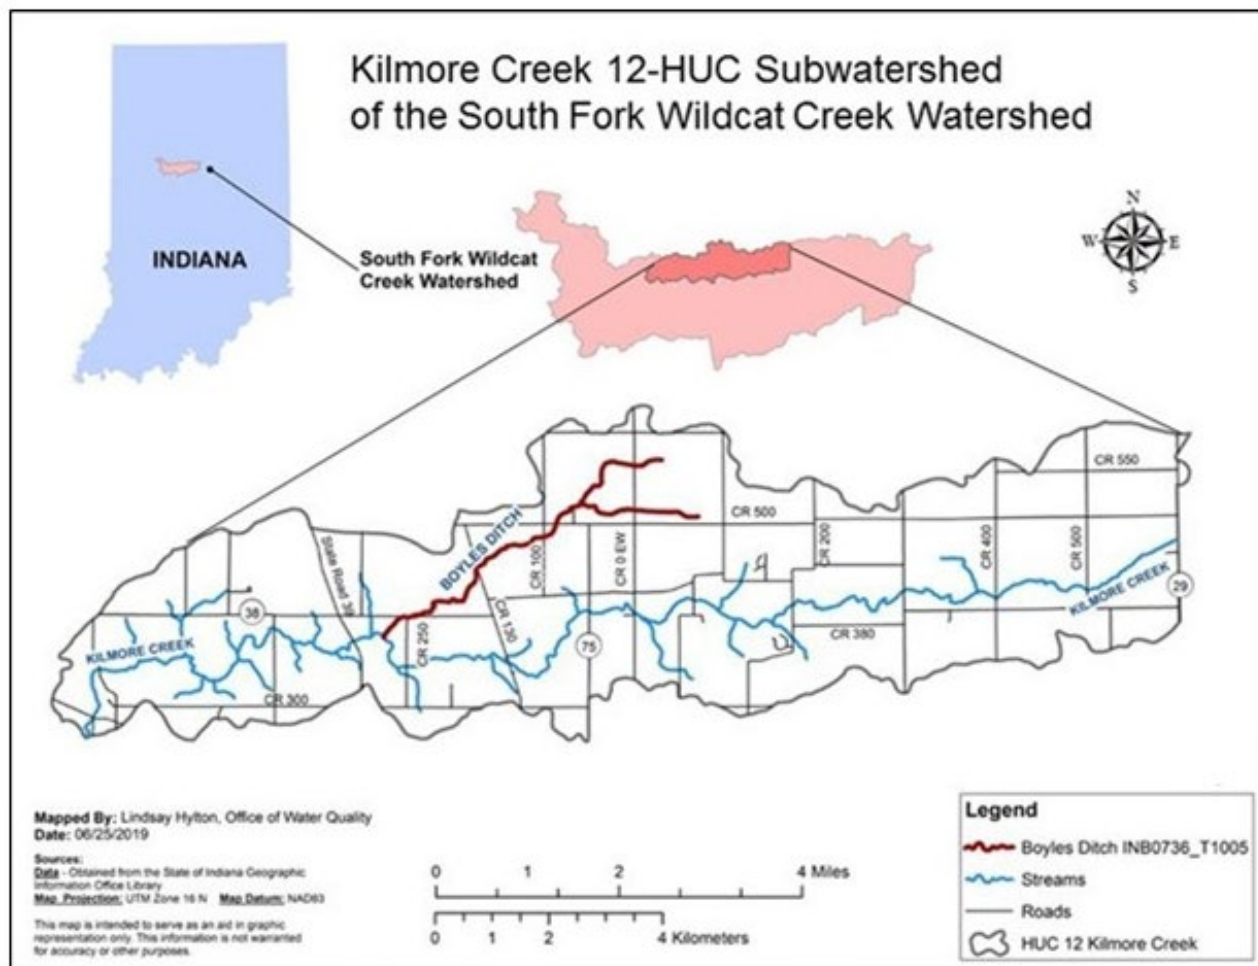 Kilmore Creek 12-HUC Subwatershed
of the South Fork Wildcat Creek Watershed
INDIANA
South Fork Wildcat
Creek Watershed
N
W
E
S
CR 550
CR 500
BOYLES DITCH
State Road 39
CR 100
CR 0 EW
CR 200
CR 400
CR 500
38
CR 250
CR 130
75
CR 380
KILMORE CREEK
29
KILMORE CREEK
CR 300
Mapped By: Lindsay Hylton, Office of Water Quality
Date: 06/25/2019
Sources:
Data - Obtained from the State of Indiana Geographic
Information Office Library
Map Projection: UTM Zone 16 N Map Datum: NAD83
This map is intended to serve as an aid in graphic
representation only. This information is not warranted
for accuracy or other purposes.
0 1 2 4 Miles
0 1 2 4 Kilometers
Legend
Boyles Ditch INB0736_T1005
Streams
Roads
HUC 12 Kilmore Creek